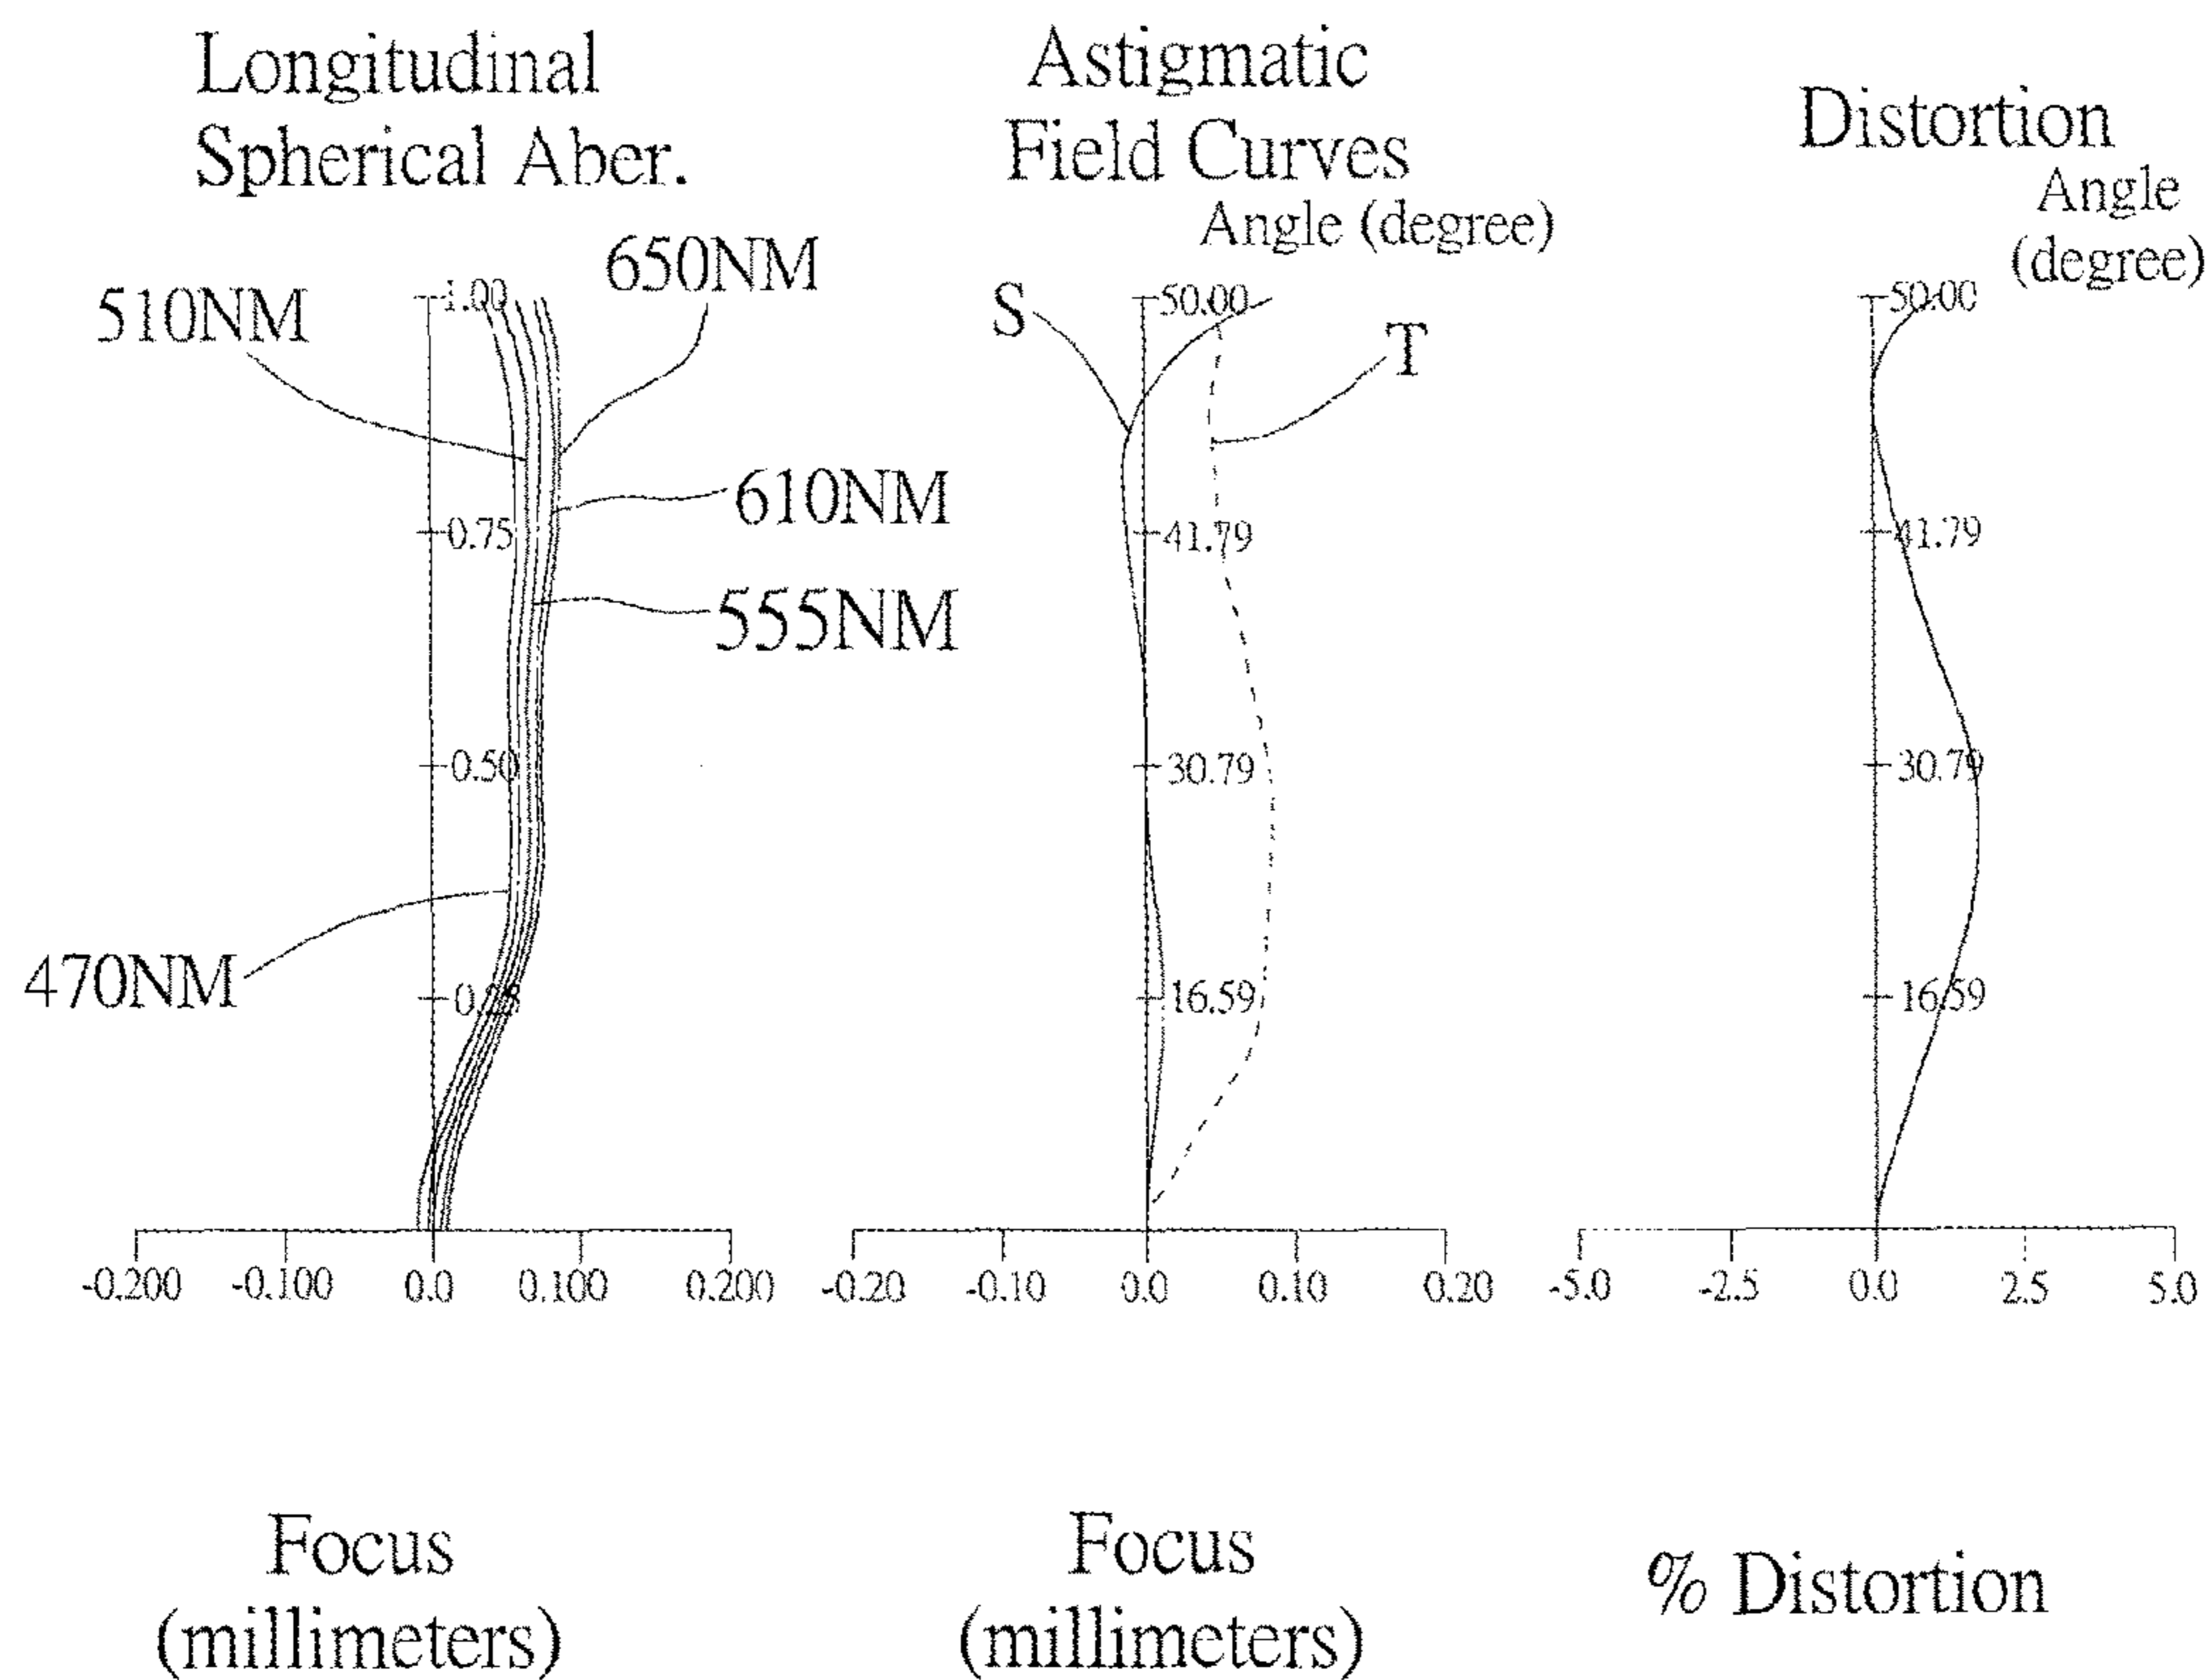 Longitudinal
Spherical Aber.
510NM
650NM
610NM
555NM
470NM
1.00
0.75
0.50
0.25
-0.200
-0.100
0.0
0.100
0.200
Focus
(millimeters)
Astigmatic
Field Curves
Angle (degree)
S
T
50.00
41.79
30.79
16.59
-0.20
-0.10
0.0
0.10
0.20
Focus
(millimeters)
Distortion
Angle
(degree)
50.00
41.79
30.79
16.59
-5.0
-2.5
0.0
2.5
5.0
% Distortion